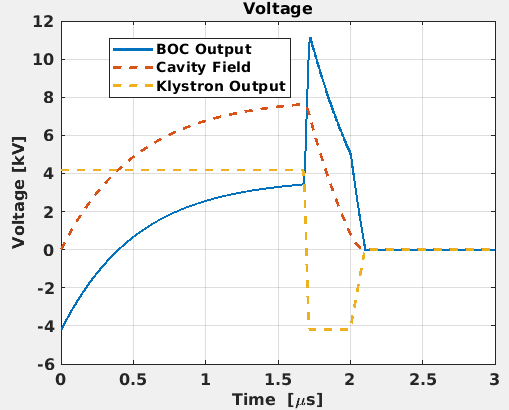 Voltage
BOC Output
Cavity Field
Klystron Output
Voltage [kV]
12
10
8
6
4
2
0
-2
-4
-6
0 0.5 1 1.5 2 2.5 3
Time [μs]